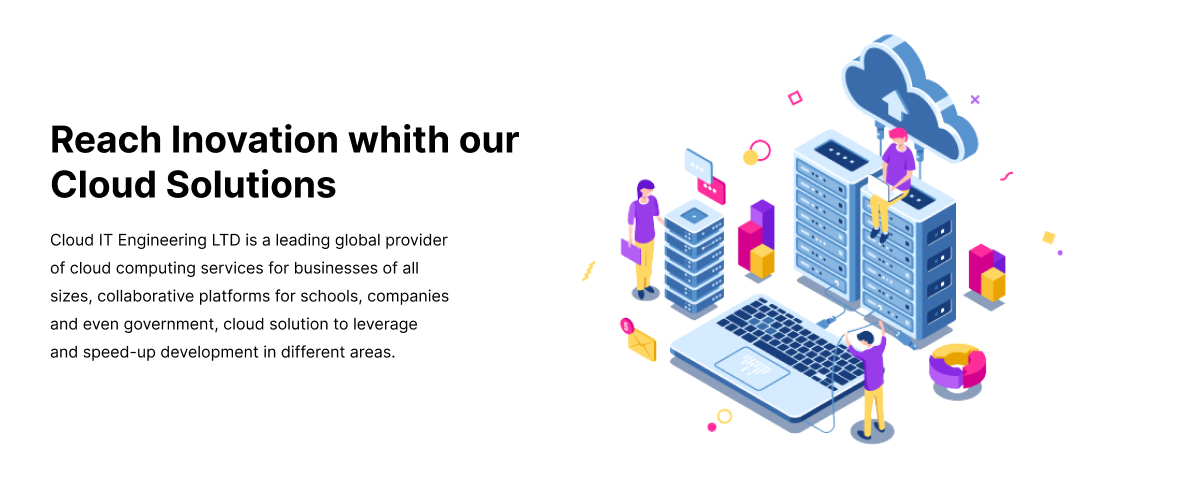 Reach Inovation whith our
Cloud Solutions
Cloud IT Engineering LTD is a leading global provider
of cloud computing services for businesses of all
sizes, collaborative platforms for schools, companies
and even government, cloud solution to leverage
and speed-up development in different areas.
$